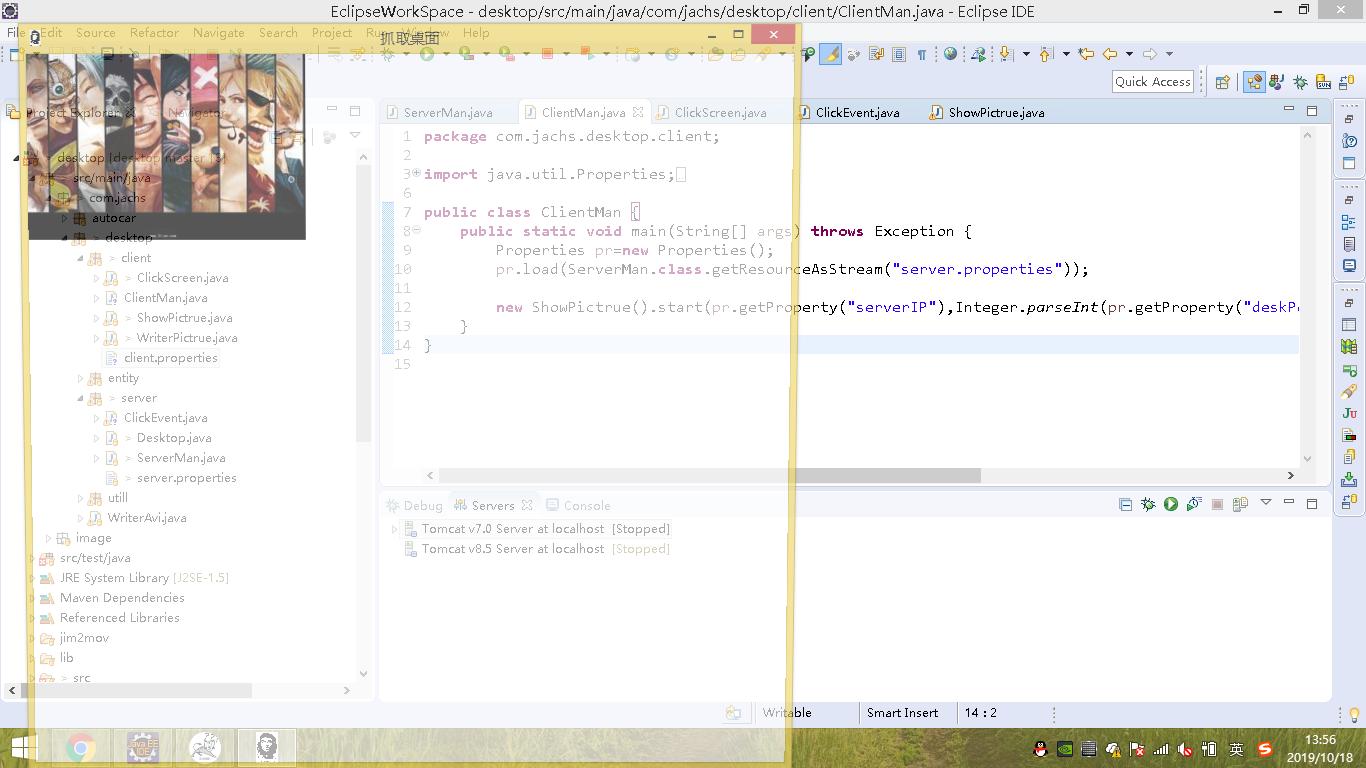 EclipseWorkSpace - desktop/src/main/java/com/jachs/desktop/client/ClientMan.java - Eclipse IDE
File Edit Source Refactor Navigate Search Project Run Window Help
抓取桌面
Quick Access
Project Explorer Navigator
ServerMan.java ClientMan.java ClickScreen.java ClickEvent.java ShowPictrue.java
> desktop [desktop master ↑3]
> src/main/java
> com.jachs
autocar
> desktop
> client
> ClickScreen.java
ClientMan.java
> ShowPictrue.java
> WriterPictrue.java
client.properties
entity
> server
ClickEvent.java
> Desktop.java
> ServerMan.java
> server.properties
utill
WriterAvi.java
image
src/test/java
JRE System Library [J2SE-1.5]
Maven Dependencies
Referenced Libraries
jim2mov
lib
> src
1 package com.jachs.desktop.client;
2
3 import java.util.Properties;
6
7 public class ClientMan {
8 public static void main(String[] args) throws Exception {
9 Properties pr=new Properties();
10 pr.load(ServerMan.class.getResourceAsStream("server.properties"));
11
12 new ShowPictrue().start(pr.getProperty("serverIP"),Integer.parseInt(pr.getProperty("deskP
13 }
14 }
15
Debug Servers Console
Tomcat v7.0 Server at localhost [Stopped]
Tomcat v8.5 Server at localhost [Stopped]
Writable Smart Insert 14 : 2
Java EE
IDE
英
13:56
2019/10/18